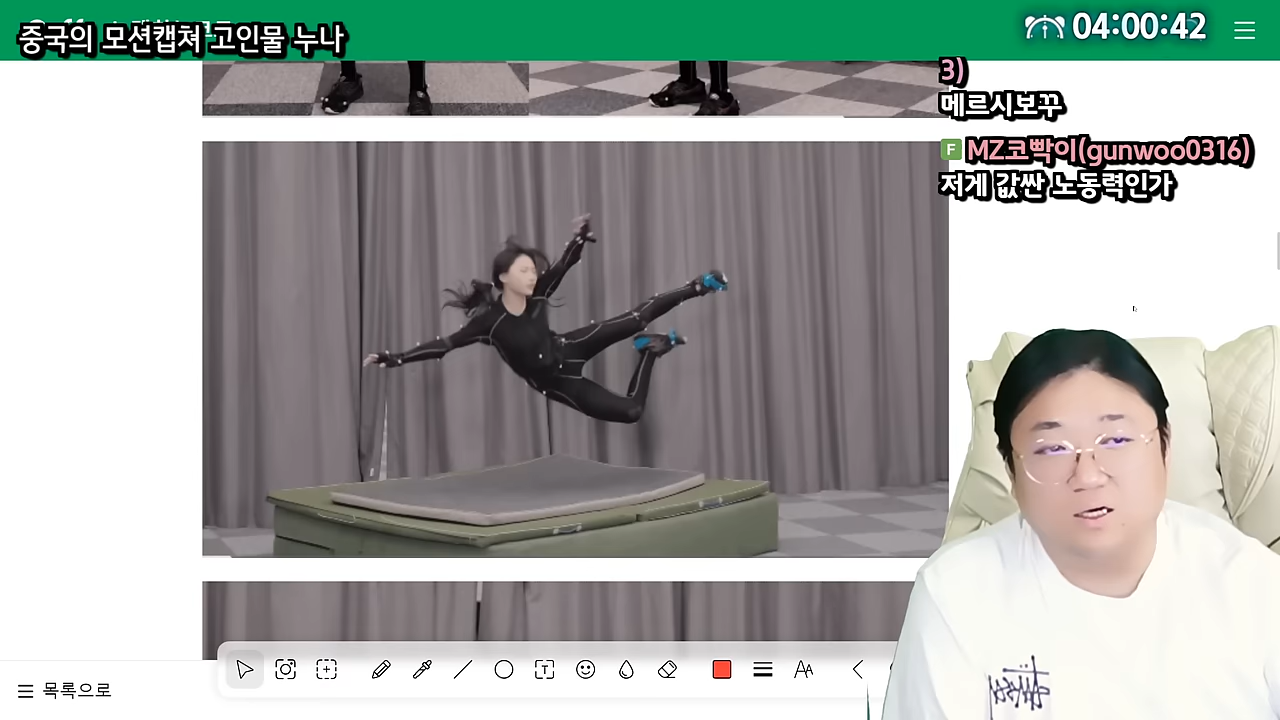 중국의 모션캡쳐 고인물 누나
04:00:42
3)
메르시보꾸
F MZ코빡이(gunwoo0316)
저게 값싼 노동력인가
T
AA
목록으로